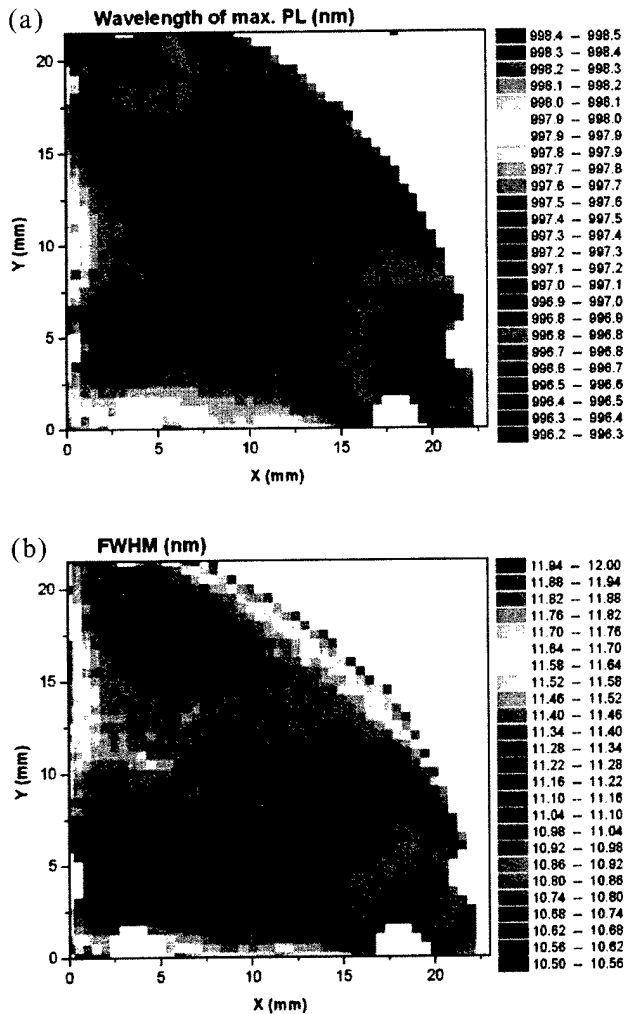 (a)
Wavelength of max. PL (nm)
998.4 – 998.5
998.3 – 998.4
998.2 – 998.3
998.1 – 998.2
998.0 – 998.1
997.9 – 998.0
997.9 – 997.9
997.8 – 997.9
997.7 – 997.8
997.6 – 997.7
997.5 – 997.6
997.4 – 997.5
997.3 – 997.4
997.2 – 997.3
997.1 – 997.2
997.0 – 997.1
996.9 – 997.0
996.8 – 996.9
996.8 – 996.8
996.7 – 996.8
996.6 – 996.7
996.5 – 996.6
996.4 – 996.5
996.3 – 996.4
996.2 – 996.3
20
15
10
5
0
Y (mm)
0 5 10 15 20
X (mm)
(b)
FWHM (nm)
11.94 – 12.00
11.88 – 11.94
11.82 – 11.88
11.76 – 11.82
11.70 – 11.76
11.64 – 11.70
11.58 – 11.64
11.52 – 11.58
11.46 – 11.52
11.40 – 11.46
11.34 – 11.40
11.28 – 11.34
11.22 – 11.28
11.16 – 11.22
11.10 – 11.16
11.04 – 11.10
10.98 – 11.04
10.92 – 10.98
10.86 – 10.92
10.80 – 10.86
10.74 – 10.80
10.68 – 10.74
10.62 – 10.68
10.56 – 10.62
10.50 – 10.56
20
15
10
5
0
Y (mm)
0 5 10 15 20
X (mm)